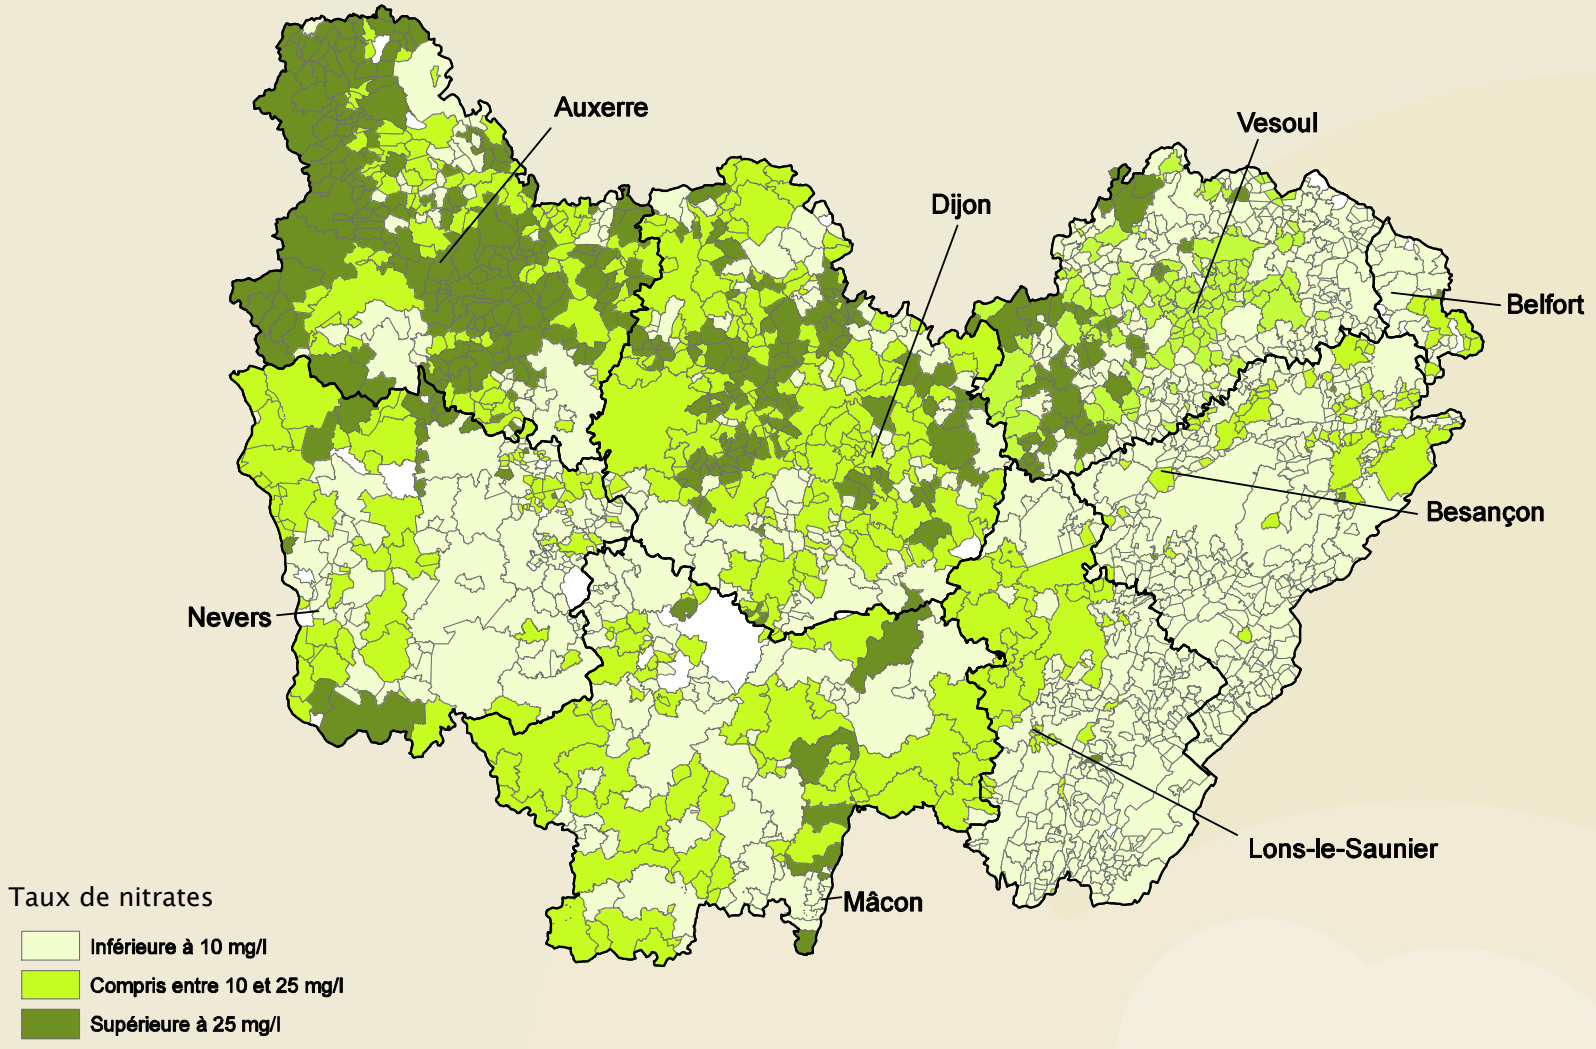 Auxerre
Vesoul
Dijon
Belfort
Besançon
Nevers
Lons-le-Saunier
Mâcon
Taux de nitrates
Inférieure à 10 mg/l
Compris entre 10 et 25 mg/l
Supérieure à 25 mg/l